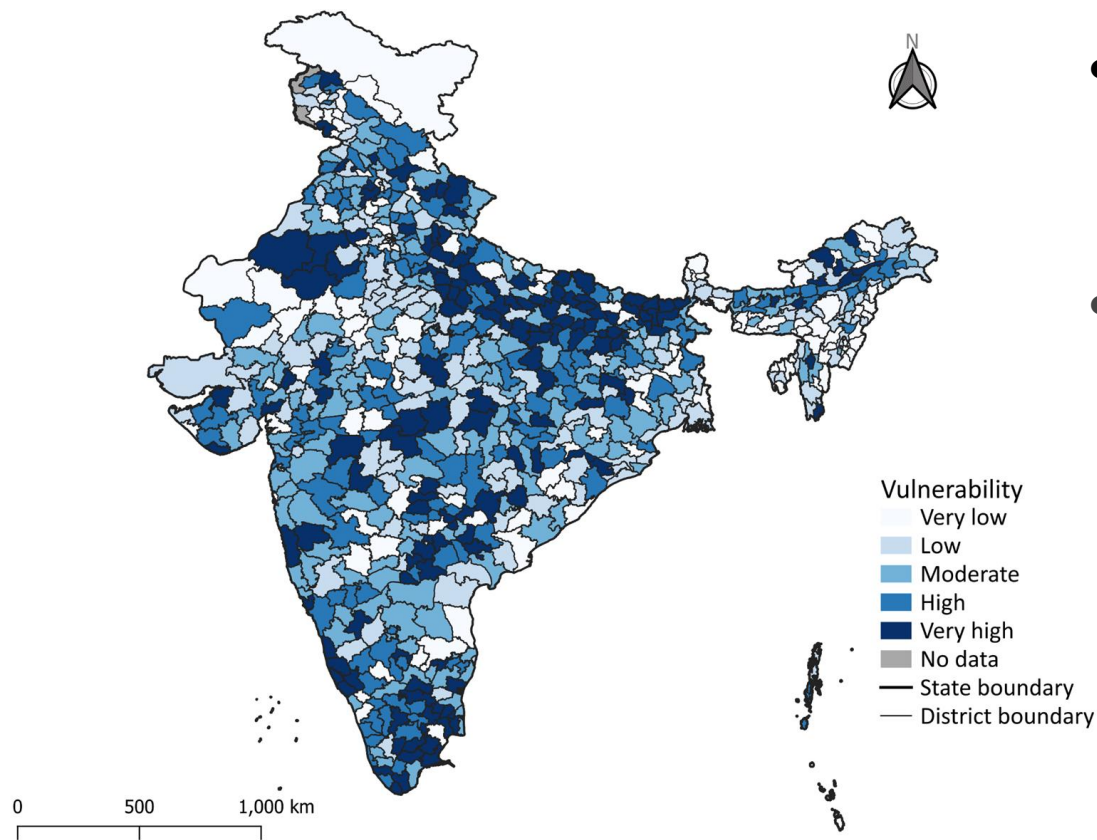 N
Vulnerability
Very low
Low
Moderate
High
Very high
No data
State boundary
District boundary
0 500 1,000 km